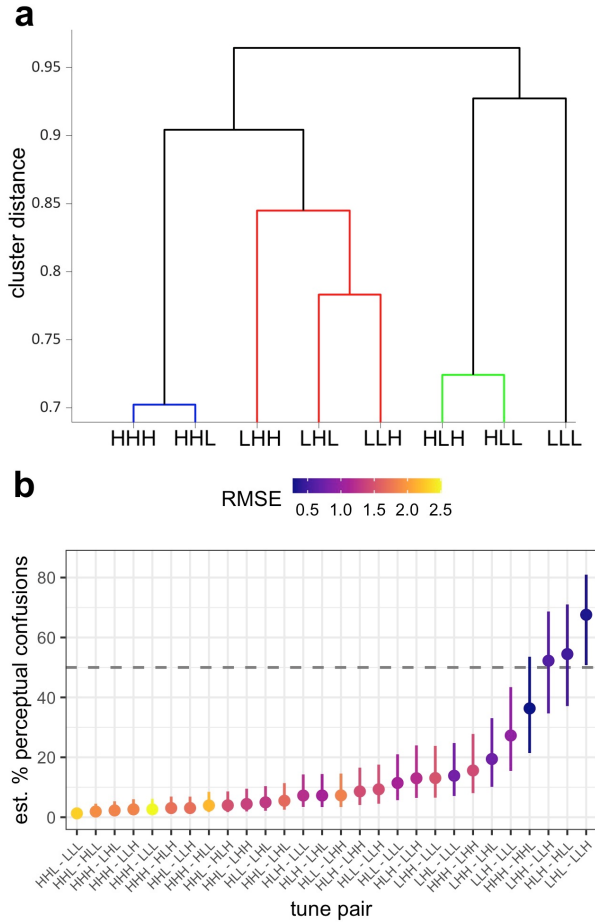 a
cluster distance
0.95
0.9
0.85
0.8
0.75
0.7
HHH HHL LHH LHL LLH HLH HLL LLL
b
RMSE
0.5 1.0 1.5 2.0 2.5
est. % perceptual confusions
80
60
40
20
0
HHL - LLL
HHL - HLL
HHH - LHL
HHH - LLH
HHH - LLL
HHH - HLH
HHL - LLH
HHH - HLL
HHL - HLH
HHL - LHH
HLL - LHL
HHL - LHL
HLH - LLL
HLH - LHL
HLL - LHH
HLH - LHH
HLL - LLH
HLL - LLL
HLH - LLH
LHH - LLL
LHL - LLL
HHH - LHH
LHH - LHL
LLH - LLL
HHH - HHL
LHH - LLH
HLH - HLL
LHL - LLH
tune pair